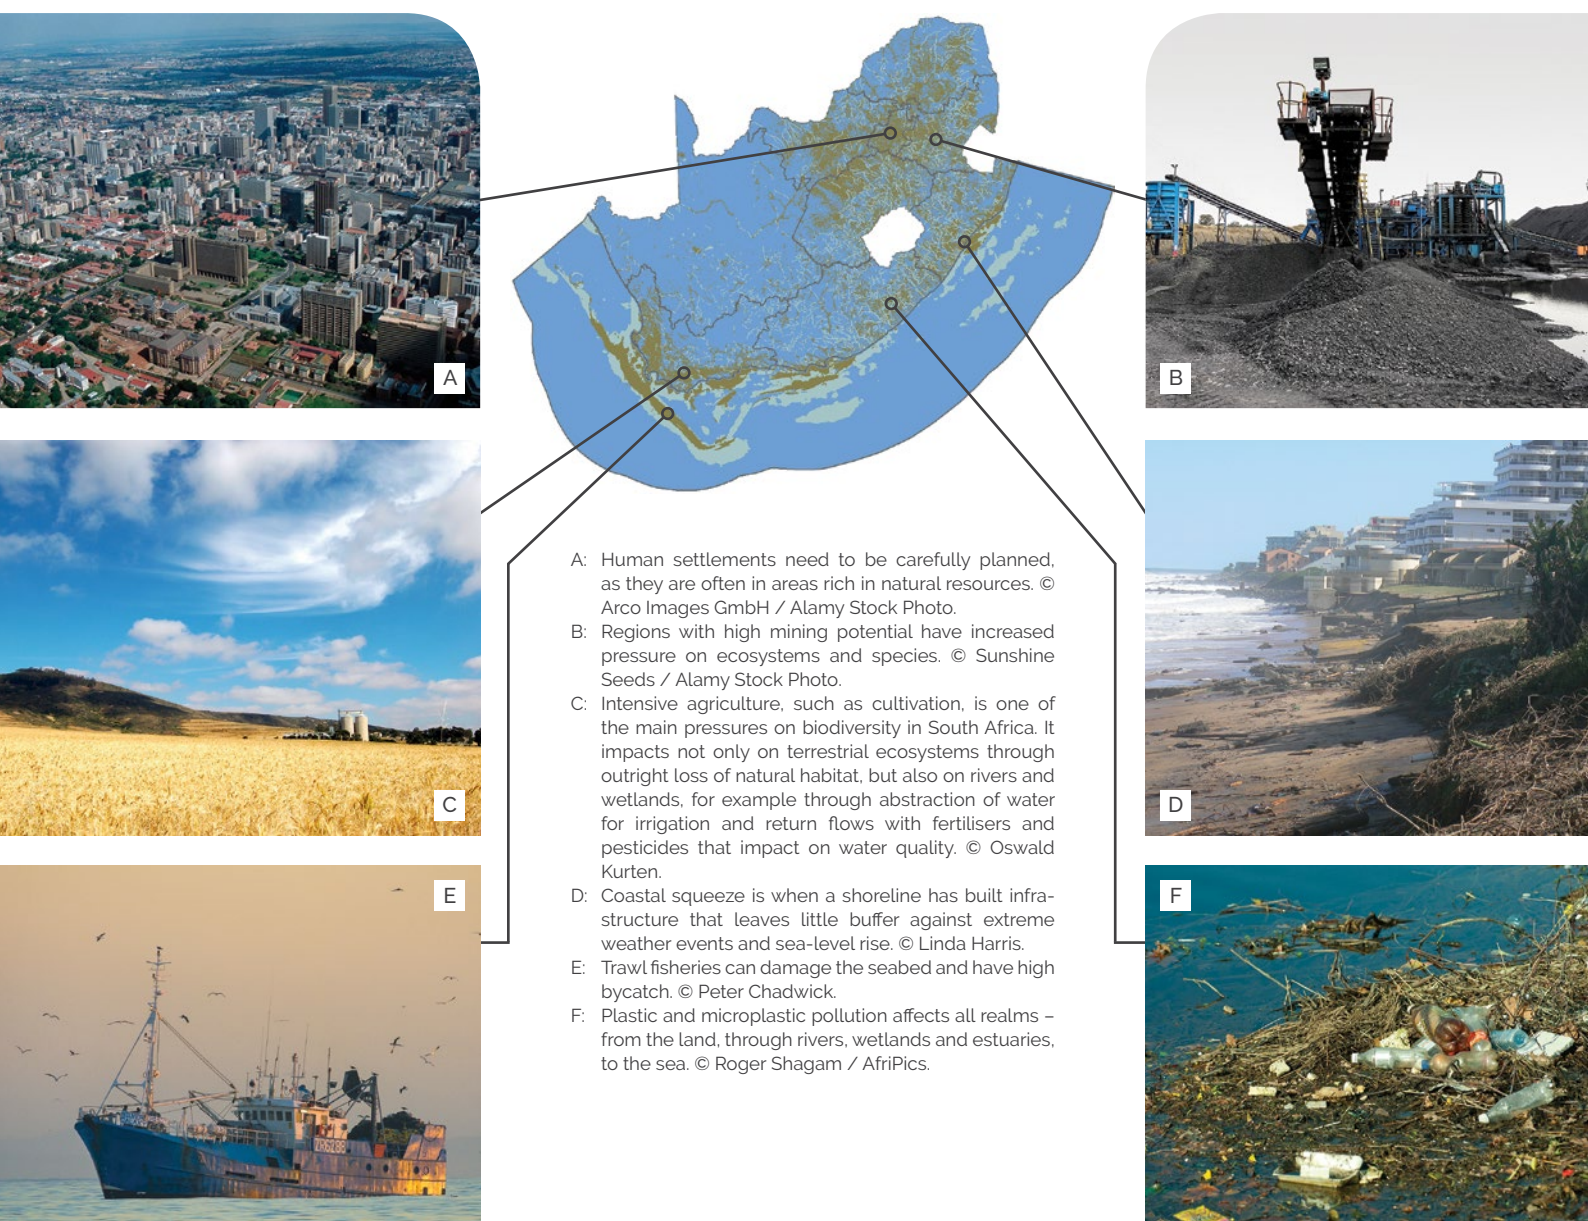 A
B
A: Human settlements need to be carefully planned,
as they are often in areas rich in natural resources. ©
Arco Images GmbH / Alamy Stock Photo.
B: Regions with high mining potential have increased
pressure on ecosystems and species. © Sunshine
Seeds / Alamy Stock Photo.
C: Intensive agriculture, such as cultivation, is one of
the main pressures on biodiversity in South Africa. It
impacts not only on terrestrial ecosystems through
outright loss of natural habitat, but also on rivers and
wetlands, for example through abstraction of water
for irrigation and return flows with fertilisers and
pesticides that impact on water quality. © Oswald
Kurten.
D: Coastal squeeze is when a shoreline has built infra-
structure that leaves little buffer against extreme
weather events and sea-level rise. © Linda Harris.
E: Trawl fisheries can damage the seabed and have high
bycatch. © Peter Chadwick.
F: Plastic and microplastic pollution affects all realms –
from the land, through rivers, wetlands and estuaries,
to the sea. © Roger Shagam / AfriPics.
C
D
E
F